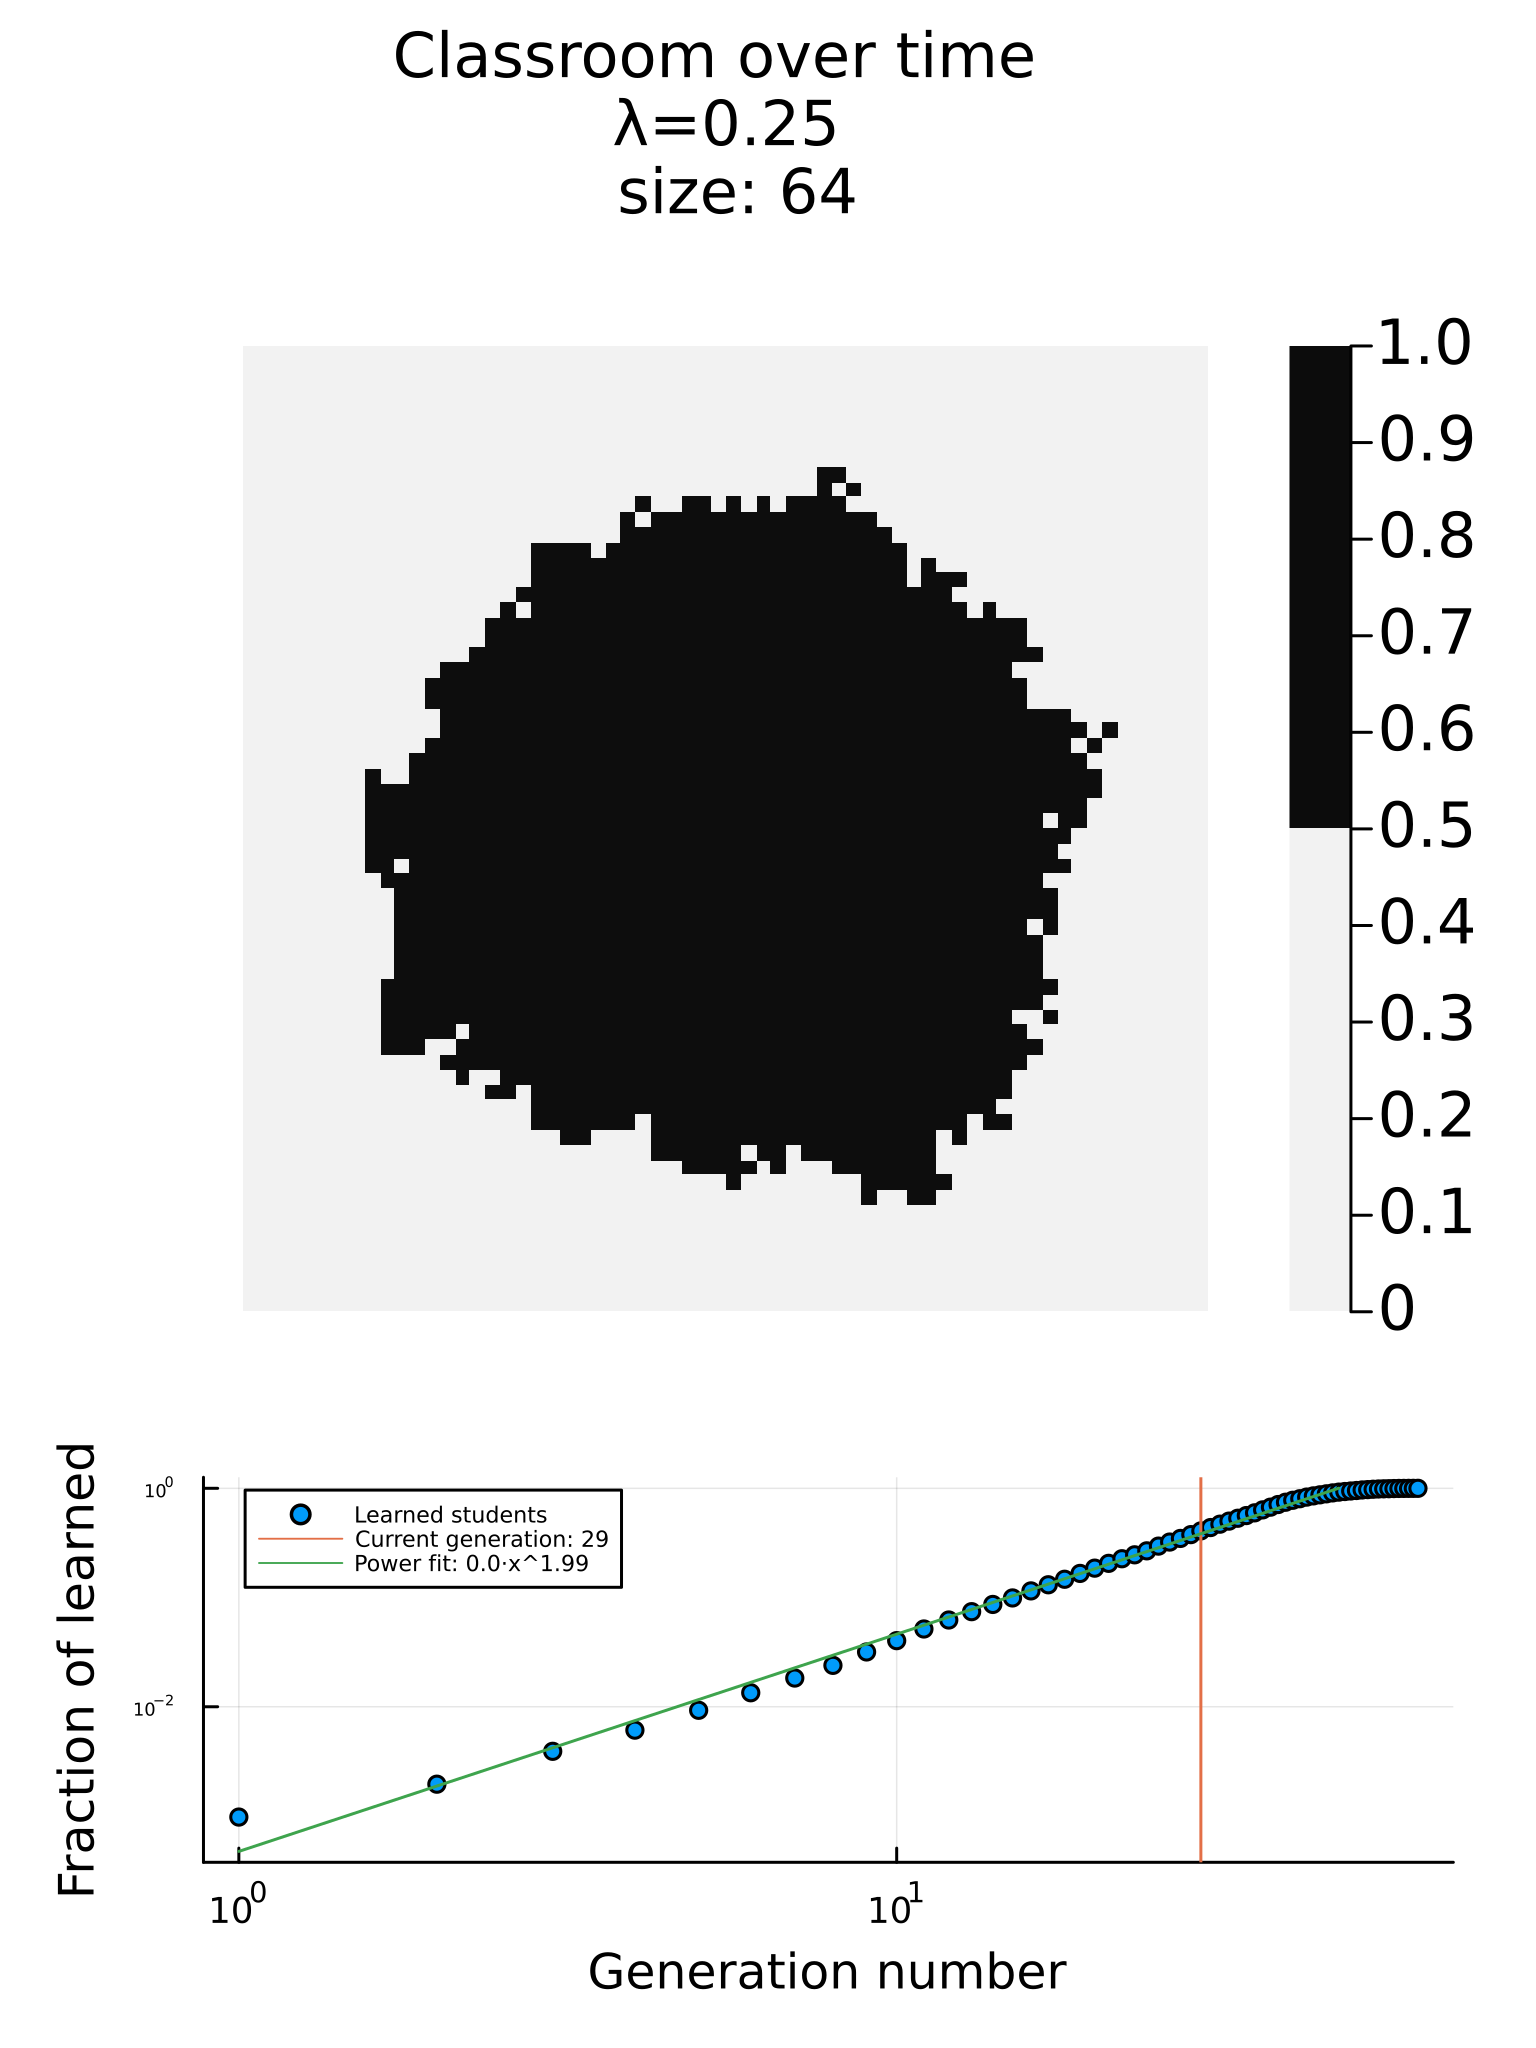 Classroom over time
λ=0.25
size: 64
1.0
0.9
0.8
0.7
0.6
0.5
0.4
0.3
0.2
0.1
0
Fraction of learned
10^0
10^−2
Learned students
Current generation: 29
Power fit: 0.0·x^1.99
10^0
10^1
Generation number